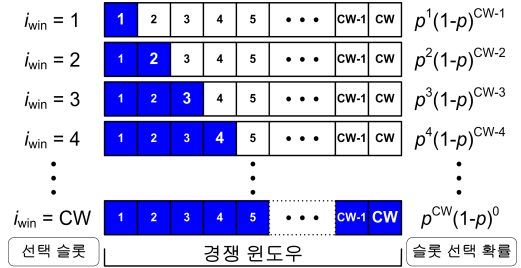 i_win = 1 1 2 3 4 5 • • • CW-1 CW p^1(1-p)^CW-1
i_win = 2 1 2 3 4 5 • • • CW-1 CW p^2(1-p)^CW-2
i_win = 3 1 2 3 4 5 • • • CW-1 CW p^3(1-p)^CW-3
i_win = 4 1 2 3 4 5 • • • CW-1 CW p^4(1-p)^CW-4
i_win = CW 1 2 3 4 5 • • • CW-1 CW p^CW(1-p)^0
선택 슬롯 경쟁 윈도우 슬롯 선택 확률